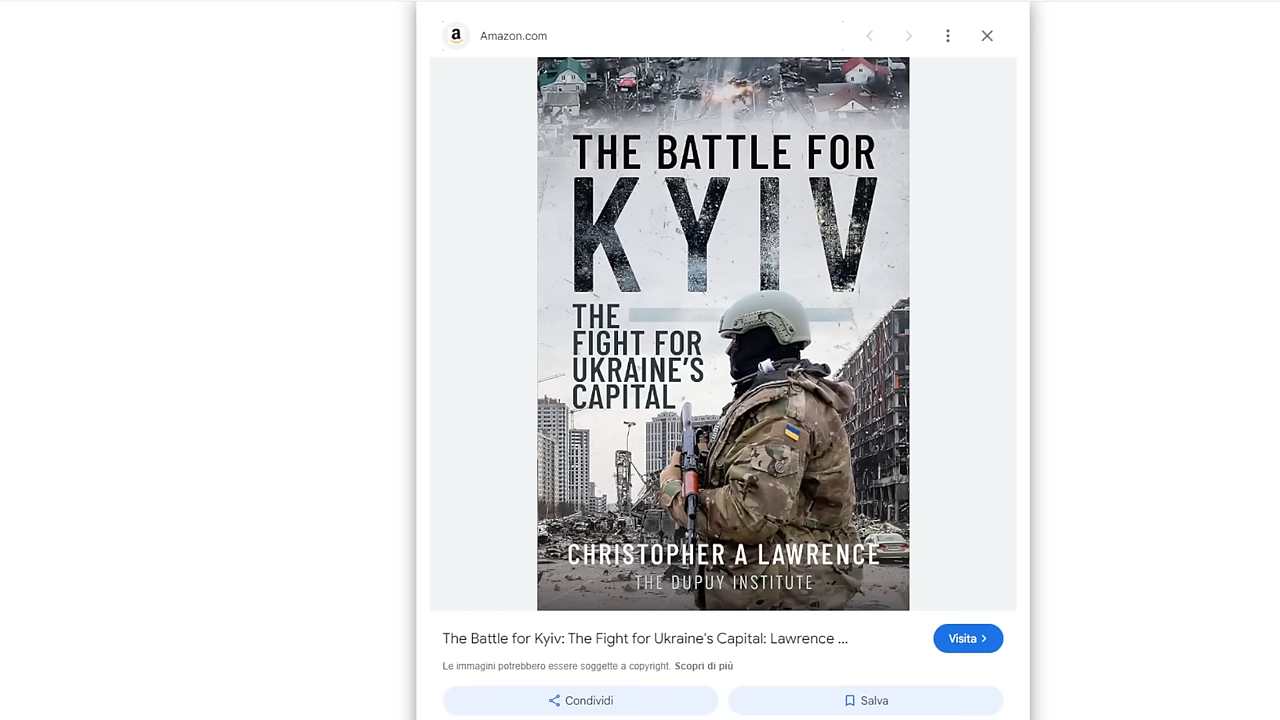 a Amazon.com
THE BATTLE FOR
KYIV
THE
FIGHT FOR
UKRAINE'S
CAPITAL
CHRISTOPHER A LAWRENCE
THE DUPUY INSTITUTE
The Battle for Kyiv: The Fight for Ukraine's Capital: Lawrence ...
Visita
Le immagini potrebbero essere soggette a copyright. Scopri di più
Condividi
Salva